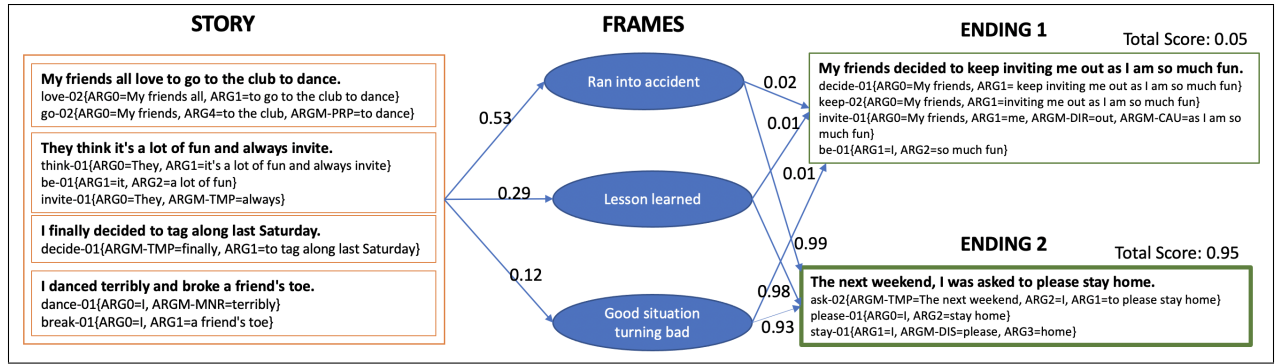 STORY
My friends all love to go to the club to dance.
love-02{ARG0=My friends all, ARG1=to go to the club to dance}
go-02{ARG0=My friends, ARG4=to the club, ARGM-PRP=to dance}
They think it's a lot of fun and always invite.
think-01{ARG0=They, ARG1=it's a lot of fun and always invite}
be-01{ARG1=it, ARG2=a lot of fun}
invite-01{ARG0=They, ARGM-TMP=always}
I finally decided to tag along last Saturday.
decide-01{ARGM-TMP=finally, ARG1=to tag along last Saturday}
I danced terribly and broke a friend's toe.
dance-01{ARG0=I, ARGM-MNR=terribly}
break-01{ARG0=I, ARG1=a friend's toe}
0.53
0.29
0.12
FRAMES
Ran into accident
Lesson learned
Good situation
turning bad
0.02
0.01
0.01
0.99
0.98
0.93
ENDING 1
Total Score: 0.05
My friends decided to keep inviting me out as I am so much fun.
decide-01{ARG0=My friends, ARG1= keep inviting me out as I am so much fun}
keep-02{ARG0=My friends, ARG1=inviting me out as I am so much fun}
invite-01{ARG0=My friends, ARG1=me, ARGM-DIR=out, ARGM-CAU=as I am so
much fun}
be-01{ARG1=I, ARG2=so much fun}
ENDING 2
Total Score: 0.95
The next weekend, I was asked to please stay home.
ask-02{ARGM-TMP=The next weekend, ARG2=I, ARG1=to please stay home}
please-01{ARG0=I, ARG2=stay home}
stay-01{ARG1=I, ARGM-DIS=please, ARG3=home}